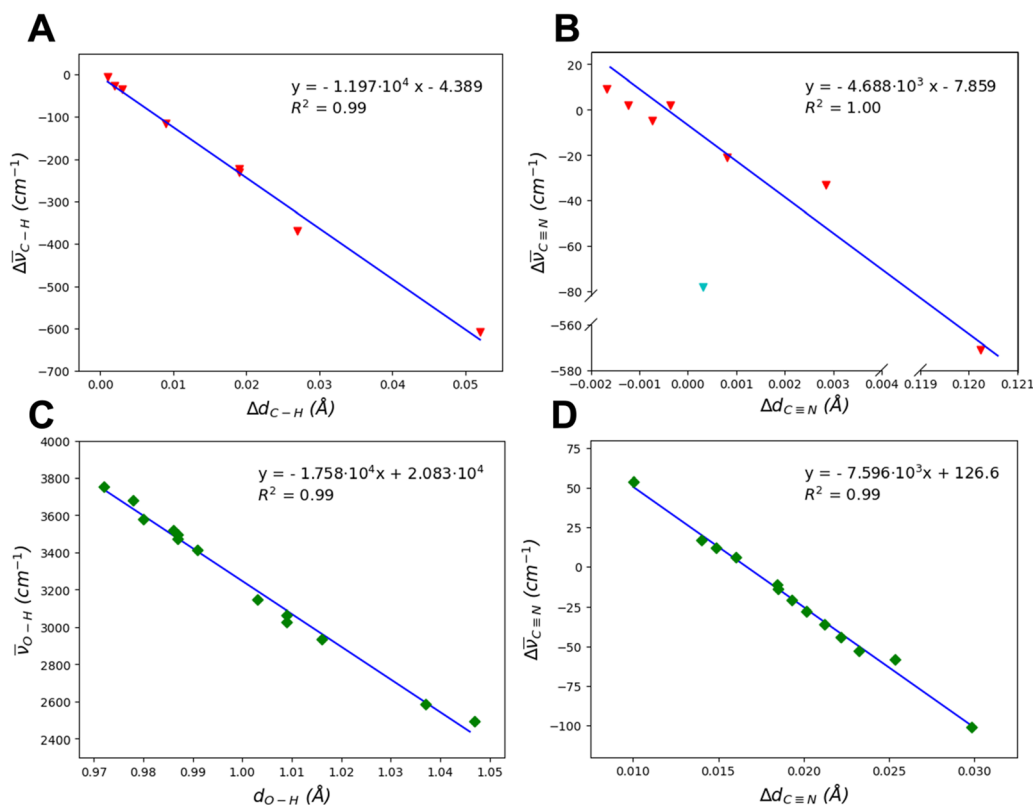 A
y = - 1.197·10⁴ x - 4.389
R² = 0.99
0
−100
−200
−300
−400
−500
−600
−700
Δν̅C−H (cm⁻¹)
0.00 0.01 0.02 0.03 0.04 0.05
ΔdC−H (Å)
B
y = - 4.688·10³ x - 7.859
R² = 1.00
20
0
−20
−40
−60
−80
−560
−580
Δν̅C≡N (cm⁻¹)
−0.002 −0.001 0.000 0.001 0.002 0.003 0.004 0.119 0.120 0.121
ΔdC≡N (Å)
C
y = - 1.758·10⁴x + 2.083·10⁴
R² = 0.99
4000
3800
3600
3400
3200
3000
2800
2600
2400
ν̅O−H (cm⁻¹)
0.97 0.98 0.99 1.00 1.01 1.02 1.03 1.04 1.05
dO−H (Å)
D
y = - 7.596·10³x + 126.6
R² = 0.99
75
50
25
0
−25
−50
−75
−100
Δν̅C≡N (cm⁻¹)
0.010 0.015 0.020 0.025 0.030
ΔdC≡N (Å)